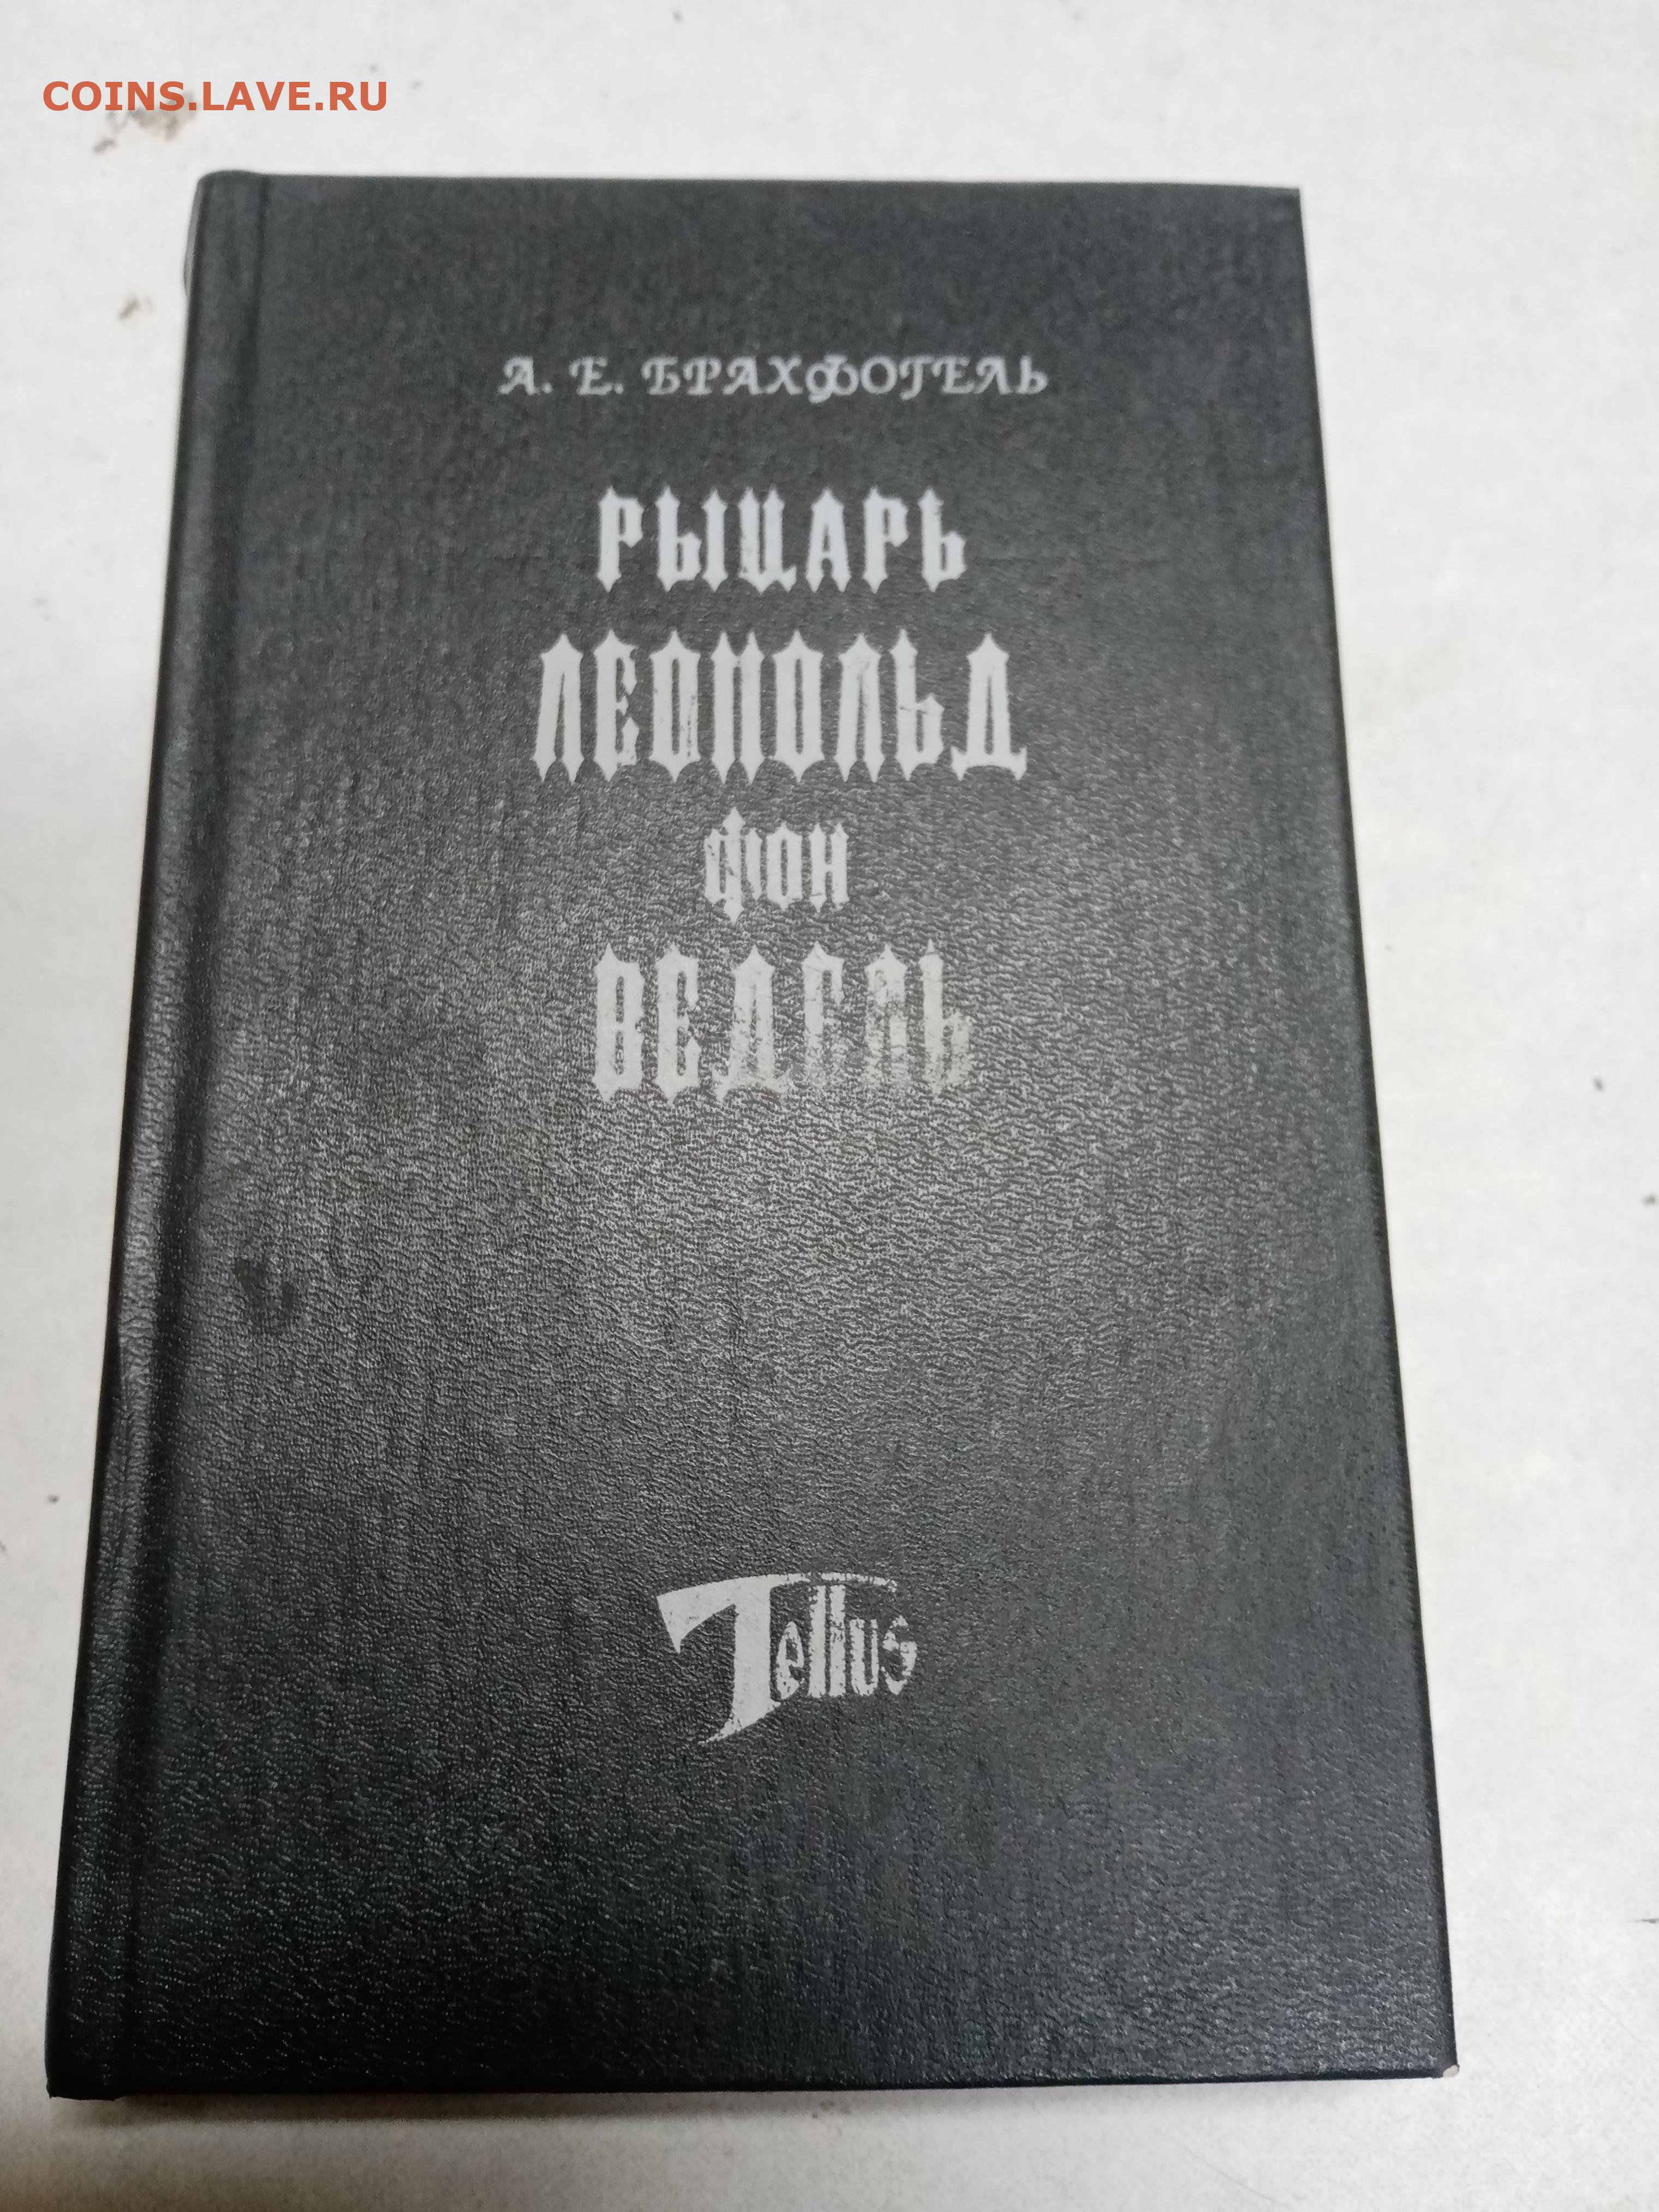 COINS.LAVE.RU
А. Е. БРАХФОГЕЛЬ
РЫЦАРЬ
ЛЕОПОЛЬД
ФОН
ВЕДЕЛЬ
Tellus